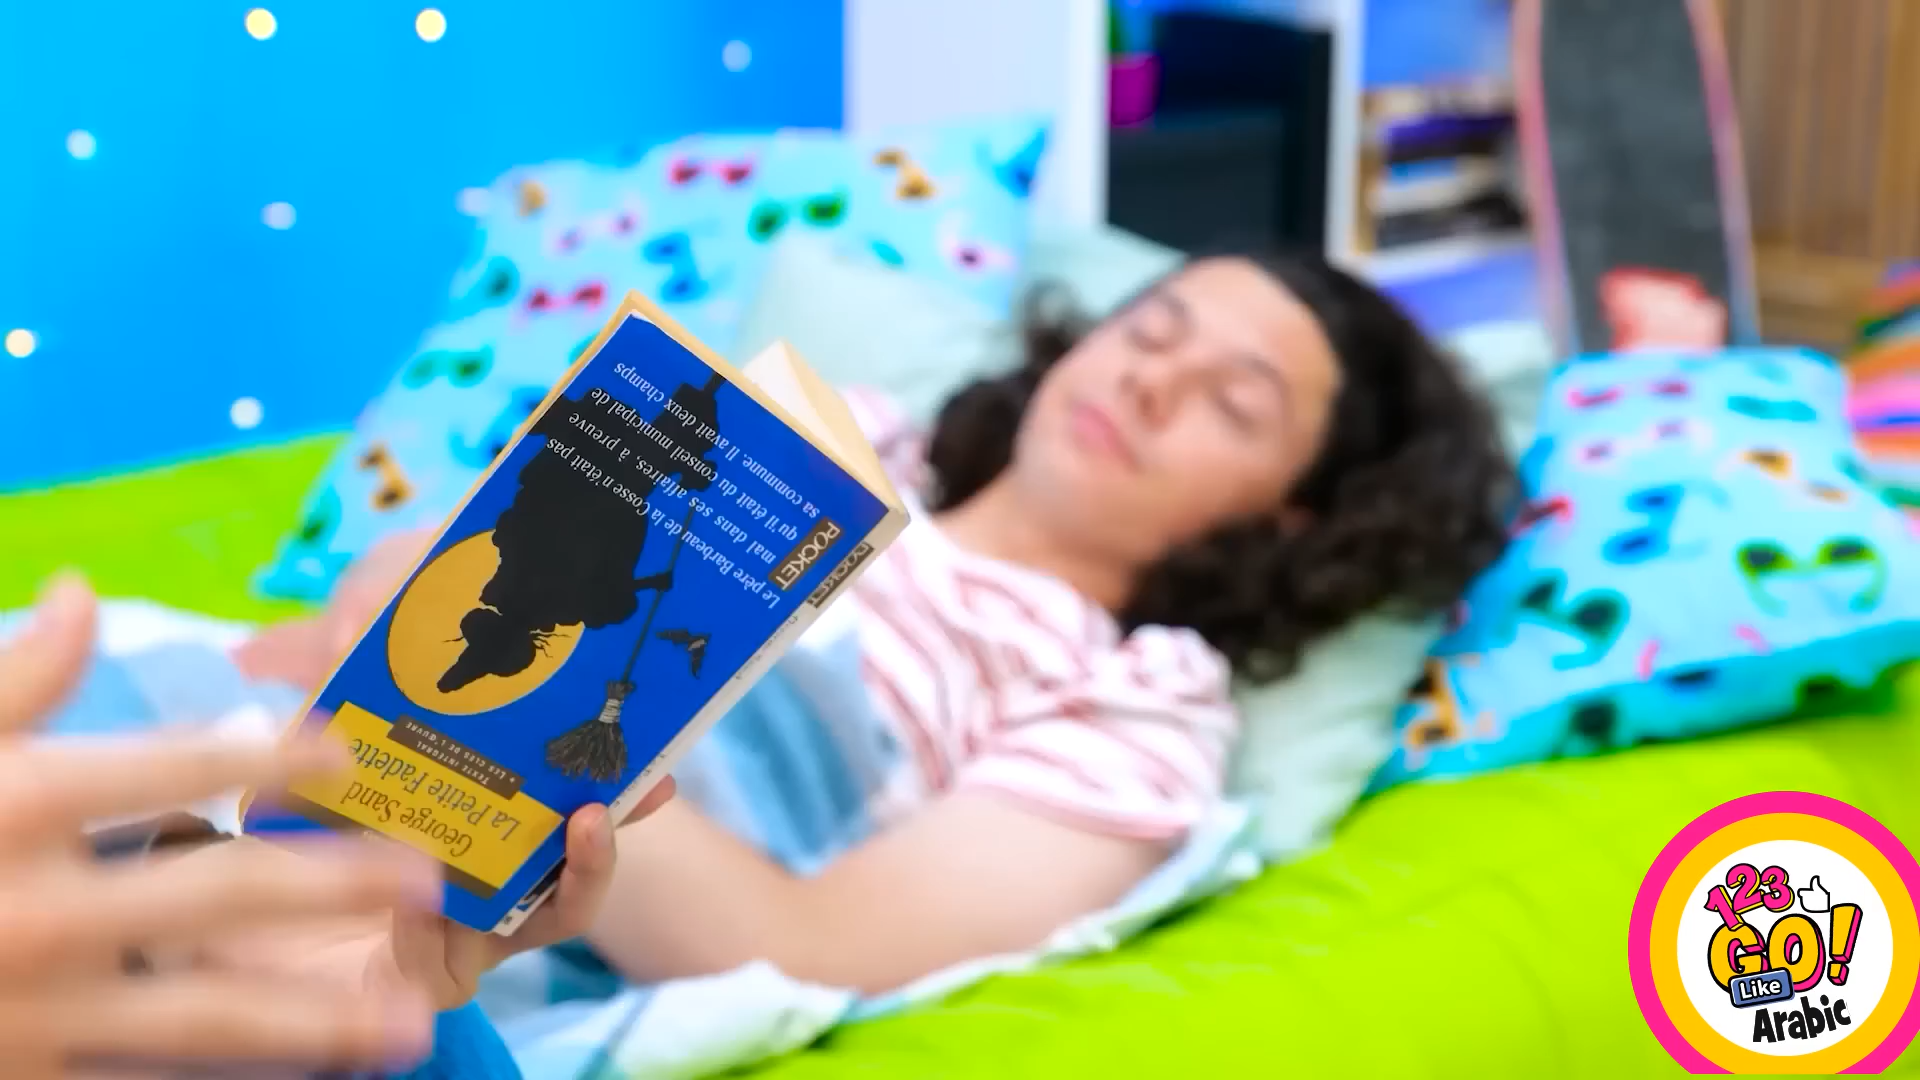 George Sand
La Petite Fadette
TEXTE INTÉGRAL
+ LES CLÉS DE L'ŒUVRE
Le père Barbeau de la Cosse n'était pas
mal dans ses affaires, à preuve
qu'il était du conseil municipal de
sa commune. Il avait deux champs
POCKET
POCKET
123
GO!
Like
Arabic